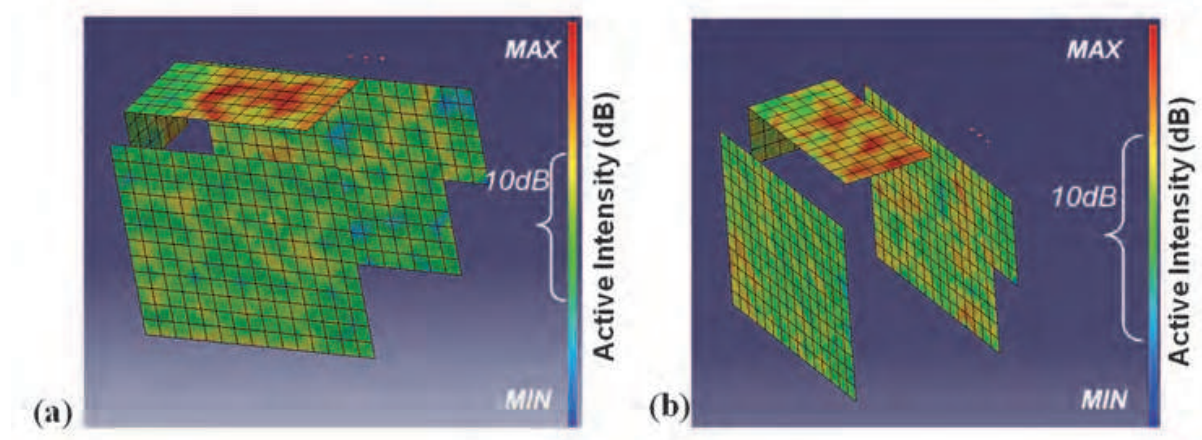 MAX
10dB
MIN
Active Intensity (dB)
(a)
MAX
10dB
MIN
Active Intensity (dB)
(b)